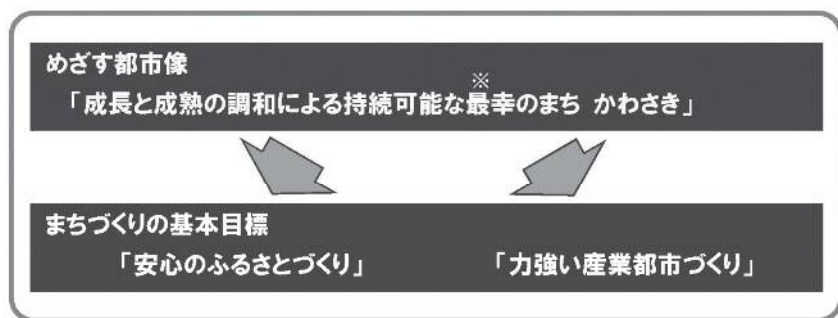 めざす都市像
※
「成長と成熟の調和による持続可能な最幸のまち かわさき」
まちづくりの基本目標
「安心のふるさとづくり」 「力強い産業都市づくり」